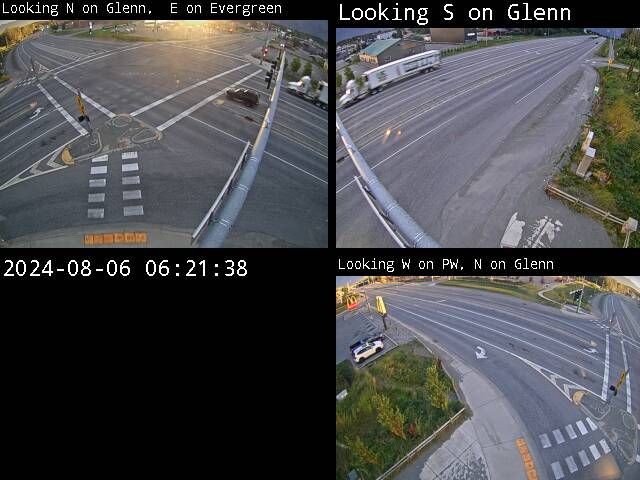 Looking N on Glenn,  E on Evergreen
Looking S on Glenn
2024-08-06 06:21:38
Looking W on PW, N on Glenn